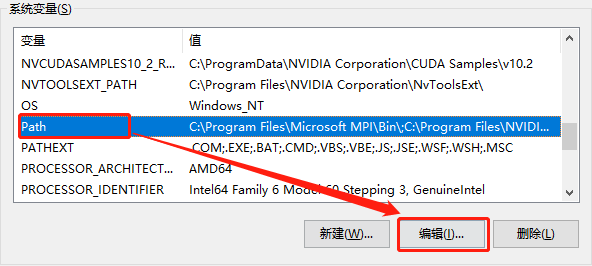 系统变量(S)
变量 值
NVCUDASAMPLES10_2_R... C:\ProgramData\NVIDIA Corporation\CUDA Samples\v10.2
NVTOOLSEXT_PATH C:\Program Files\NVIDIA Corporation\NvToolsExt\
OS Windows_NT
Path C:\Program Files\Microsoft MPI\Bin\;C:\Program Files\NVIDI...
PATHEXT .COM;.EXE;.BAT;.CMD;.VBS;.VBE;.JS;.JSE;.WSF;.WSH;.MSC
PROCESSOR_ARCHITECT... AMD64
PROCESSOR_IDENTIFIER Intel64 Family 6 Model 60 Stepping 3, GenuineIntel
新建(W)... 编辑(I)... 删除(L)